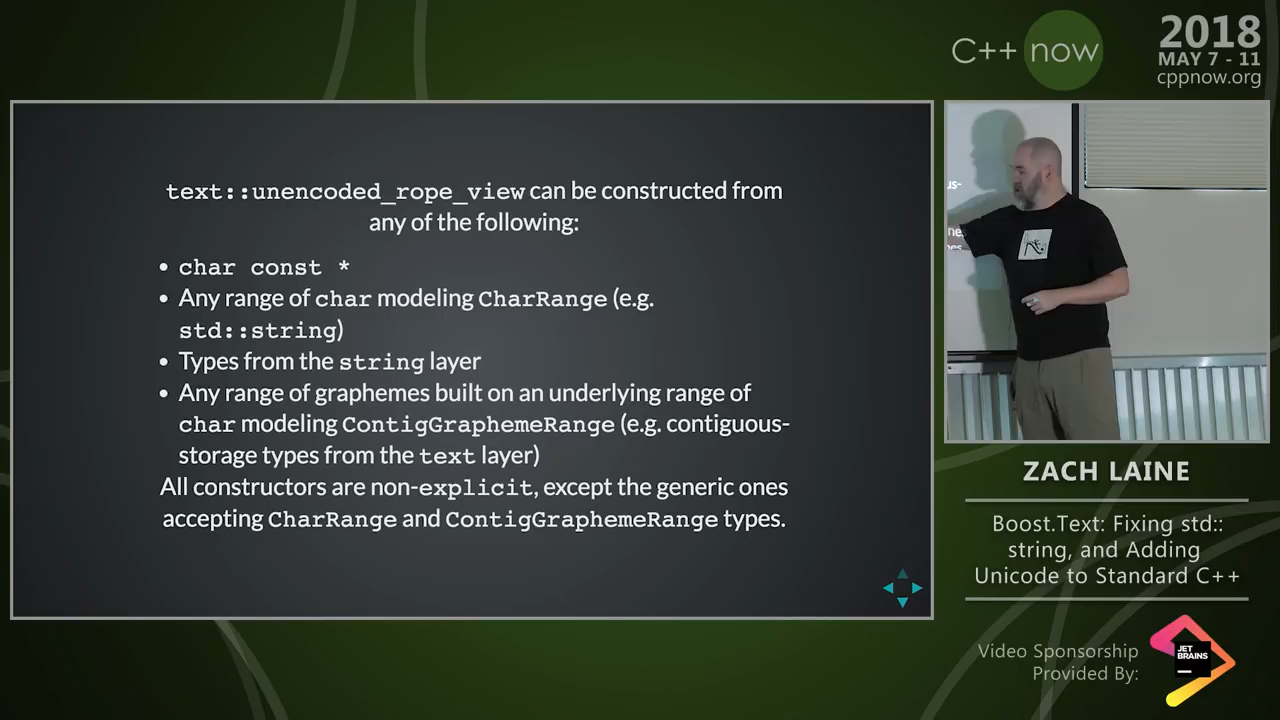 C++ now
2018
MAY 7 - 11
cppnow.org
text::unencoded_rope_view can be constructed from
any of the following:
• char const *
• Any range of char modeling CharRange (e.g.
std::string)
• Types from the string layer
• Any range of graphemes built on an underlying range of
char modeling ContigGraphemeRange (e.g. contiguous-
storage types from the text layer)
All constructors are non-explicit, except the generic ones
accepting CharRange and ContigGraphemeRange types.
us-
ZACH LAINE
Boost.Text: Fixing std::
string, and Adding
Unicode to Standard C++
Video Sponsorship
Provided By:
JET
BRAINS